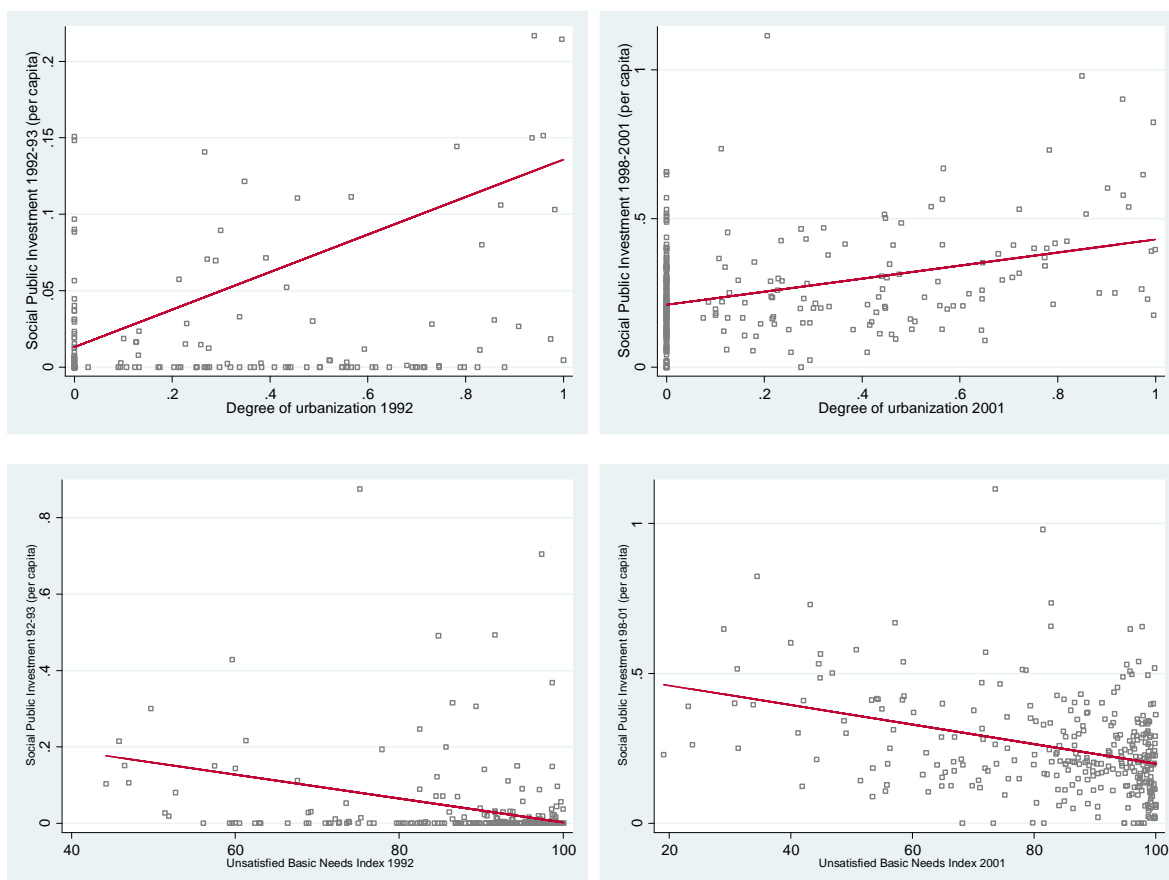 Social Public Investment 1992-93 (per capita)
.2
.15
.1
.05
0
0 .2 .4 .6 .8 1
Degree of urbanization 1992
Social Public Investment 1998-2001 (per capita)
1
.5
0
0 .2 .4 .6 .8 1
Degree of urbanization 2001
Social Public Investment 92-93 (per capita)
.8
.6
.4
.2
0
40 60 80 100
Unsatisfied Basic Needs Index 1992
Social Public Investment 98-01 (per capita)
1
.5
0
20 40 60 80 100
Unsatisfied Basic Needs Index 2001